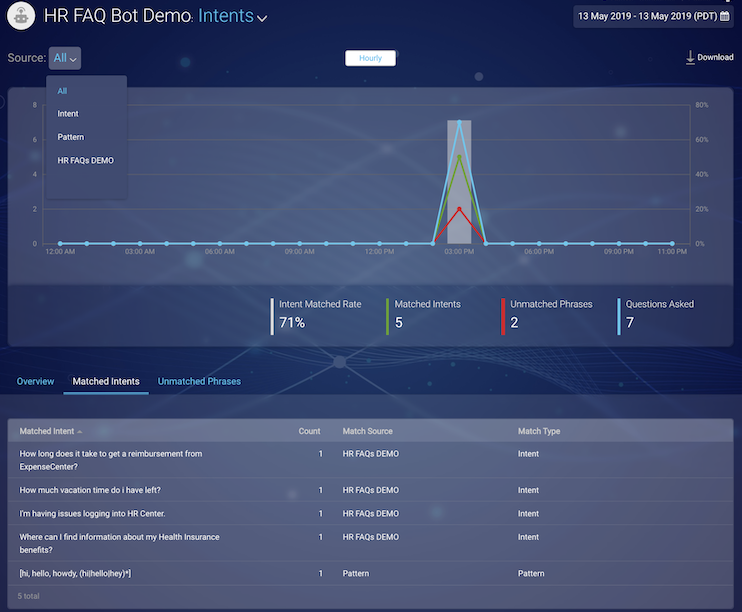 HR FAQ Bot Demo: Intents
13 May 2019 - 13 May 2019 (PDT)
Source: All
Hourly
Download
All
Intent
Pattern
HR FAQs DEMO
8
6
4
2
0
80%
60%
40%
20%
0%
12:00 AM 03:00 AM 06:00 AM 09:00 AM 12:00 PM 03:00 PM 06:00 PM 09:00 PM 11:00 PM
Intent Matched Rate
71%
Matched Intents
5
Unmatched Phrases
2
Questions Asked
7
Overview Matched Intents Unmatched Phrases
Matched Intent Count Match Source Match Type
How long does it take to get a reimbursement from
ExpenseCenter?
1 HR FAQs DEMO Intent
How much vacation time do i have left? 1 HR FAQs DEMO Intent
I'm having issues logging into HR Center. 1 HR FAQs DEMO Intent
Where can I find information about my Health Insurance
benefits?
1 HR FAQs DEMO Intent
[hi, hello, howdy, (hi|hello|hey)*] 1 Pattern Pattern
5 total